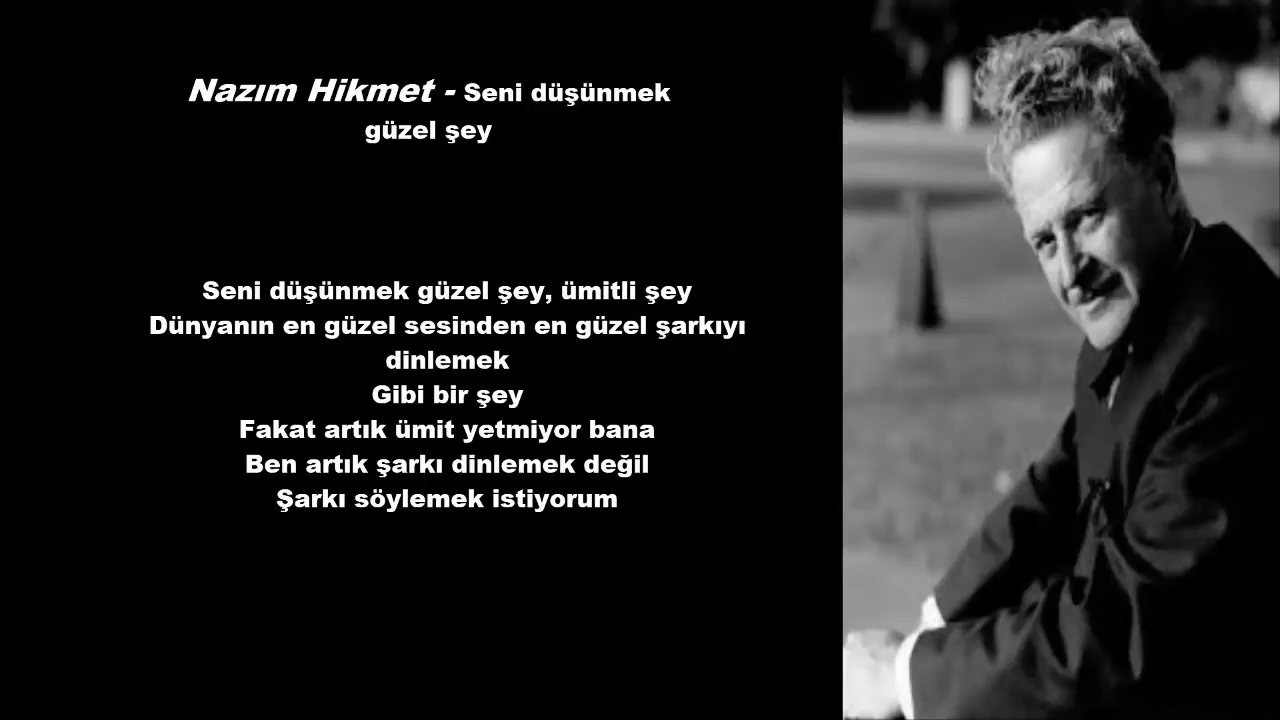 Nazım Hikmet - Seni düşünmek
güzel şey
Seni düşünmek güzel şey, ümitli şey
Dünyanın en güzel sesinden en güzel şarkıyı
dinlemek
Gibi bir şey
Fakat artık ümit yetmiyor bana
Ben artık şarkı dinlemek değil
Şarkı söylemek istiyorum